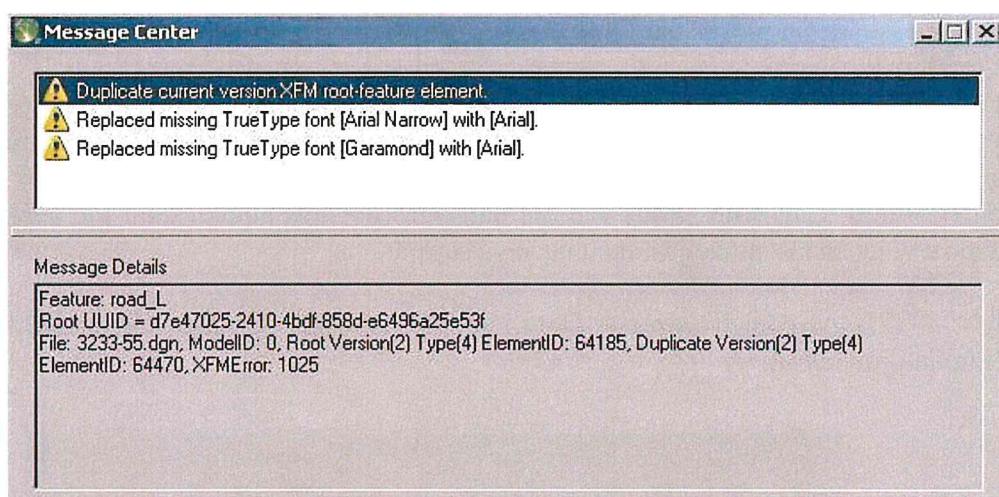 Message Center
Duplicate current version XFM root-feature element.
Replaced missing TrueType font [Arial Narrow] with [Arial].
Replaced missing TrueType font [Garamond] with [Arial].
Message Details
Feature: road_L
Root UUID = d7e47025-2410-4bdf-858d-e6496a25e53f
File: 3233-55.dgn, ModelID: 0, Root Version(2) Type(4) ElementID: 64185, Duplicate Version(2) Type(4)
ElementID: 64470, XFMError: 1025